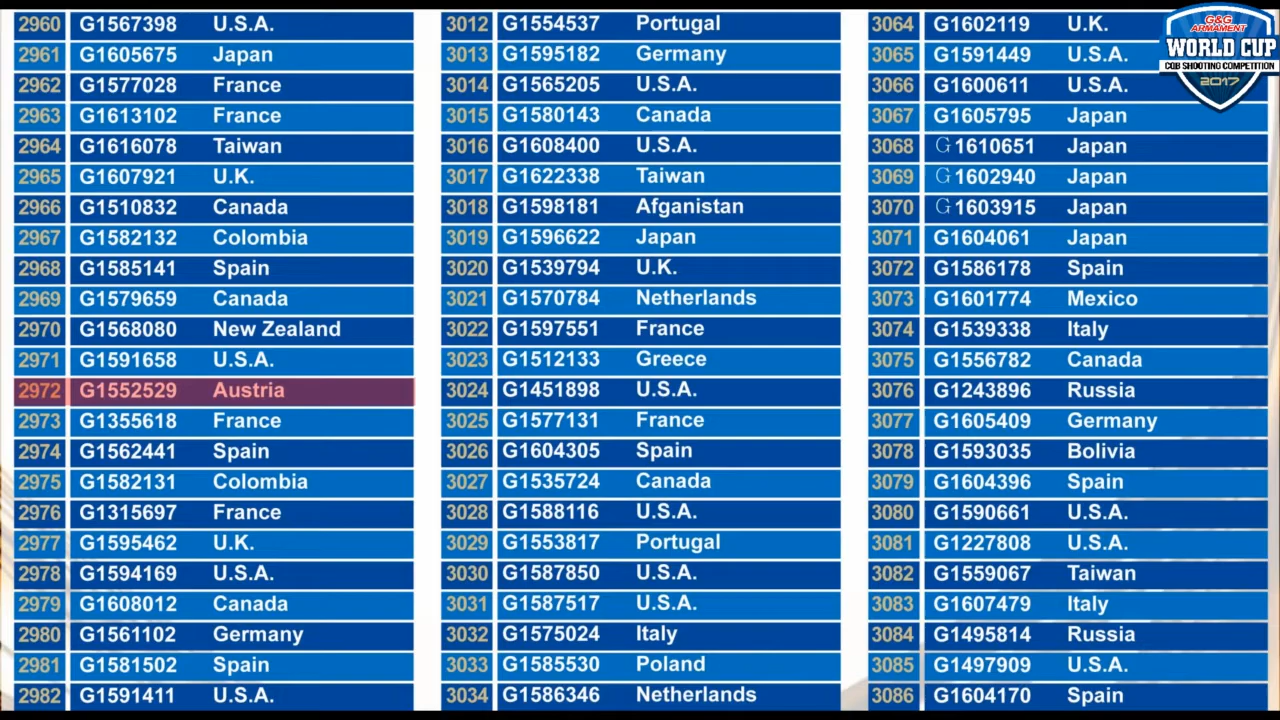 2960 G1567398 U.S.A.
2961 G1605675 Japan
2962 G1577028 France
2963 G1613102 France
2964 G1616078 Taiwan
2965 G1607921 U.K.
2966 G1510832 Canada
2967 G1582132 Colombia
2968 G1585141 Spain
2969 G1579659 Canada
2970 G1568080 New Zealand
2971 G1591658 U.S.A.
2972 G1552529 Austria
2973 G1355618 France
2974 G1562441 Spain
2975 G1582131 Colombia
2976 G1315697 France
2977 G1595462 U.K.
2978 G1594169 U.S.A.
2979 G1608012 Canada
2980 G1561102 Germany
2981 G1581502 Spain
2982 G1591411 U.S.A.
3012 G1554537 Portugal
3013 G1595182 Germany
3014 G1565205 U.S.A.
3015 G1580143 Canada
3016 G1608400 U.S.A.
3017 G1622338 Taiwan
3018 G1598181 Afganistan
3019 G1596622 Japan
3020 G1539794 U.K.
3021 G1570784 Netherlands
3022 G1597551 France
3023 G1512133 Greece
3024 G1451898 U.S.A.
3025 G1577131 France
3026 G1604305 Spain
3027 G1535724 Canada
3028 G1588116 U.S.A.
3029 G1553817 Portugal
3030 G1587850 U.S.A.
3031 G1587517 U.S.A.
3032 G1575024 Italy
3033 G1585530 Poland
3034 G1586346 Netherlands
3064 G1602119 U.K.
3065 G1591449 U.S.A.
3066 G1600611 U.S.A.
3067 G1605795 Japan
3068 G1610651 Japan
3069 G1602940 Japan
3070 G1603915 Japan
3071 G1604061 Japan
3072 G1586178 Spain
3073 G1601774 Mexico
3074 G1539338 Italy
3075 G1556782 Canada
3076 G1243896 Russia
3077 G1605409 Germany
3078 G1593035 Bolivia
3079 G1604396 Spain
3080 G1590661 U.S.A.
3081 G1227808 U.S.A.
3082 G1559067 Taiwan
3083 G1607479 Italy
3084 G1495814 Russia
3085 G1497909 U.S.A.
3086 G1604170 Spain
G&G
ARMAMENT
WORLD CUP
CQB SHOOTING COMPETITION
2017